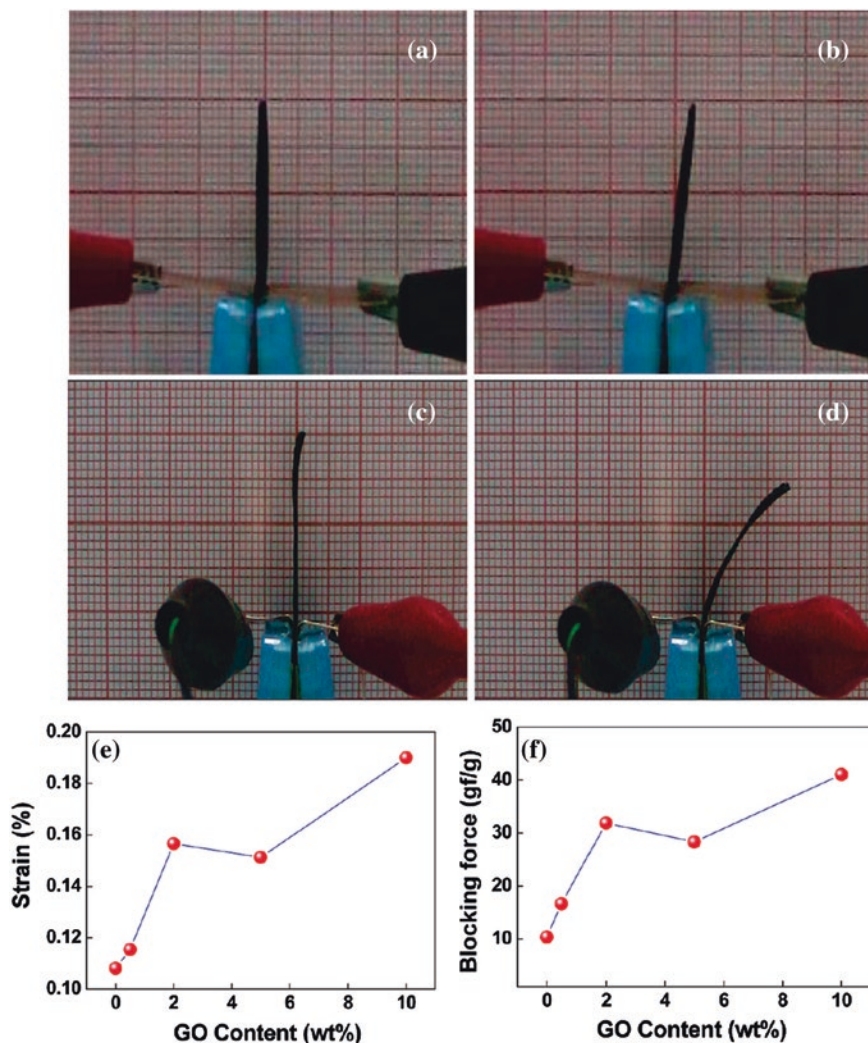 (a)
(b)
(c)
(d)
(e)
0.20
0.18
0.16
0.14
0.12
0.10
Strain (%)
0 2 4 6 8 10
GO Content (wt%)
(f)
50
40
30
20
10
Blocking force (gf/g)
0 2 4 6 8 10
GO Content (wt%)